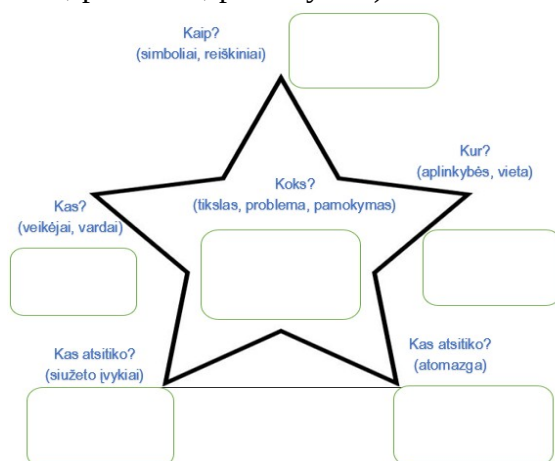 Kaip?
(simboliai, reiškiniai)
Kur?
(aplinkybės, vieta)
Koks?
(tikslas, problema, pamokymas)
Kas?
(veikėjai, vardai)
Kas atsitiko?
(siužeto įvykiai)
Kas atsitiko?
(atomazga)